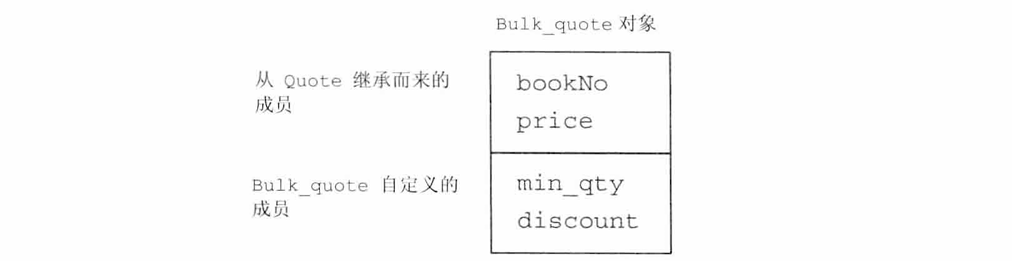 Bulk_quote 对象
从 Quote 继承而来的
成员
bookNo
price
Bulk_quote 自定义的
成员
min_qty
discount